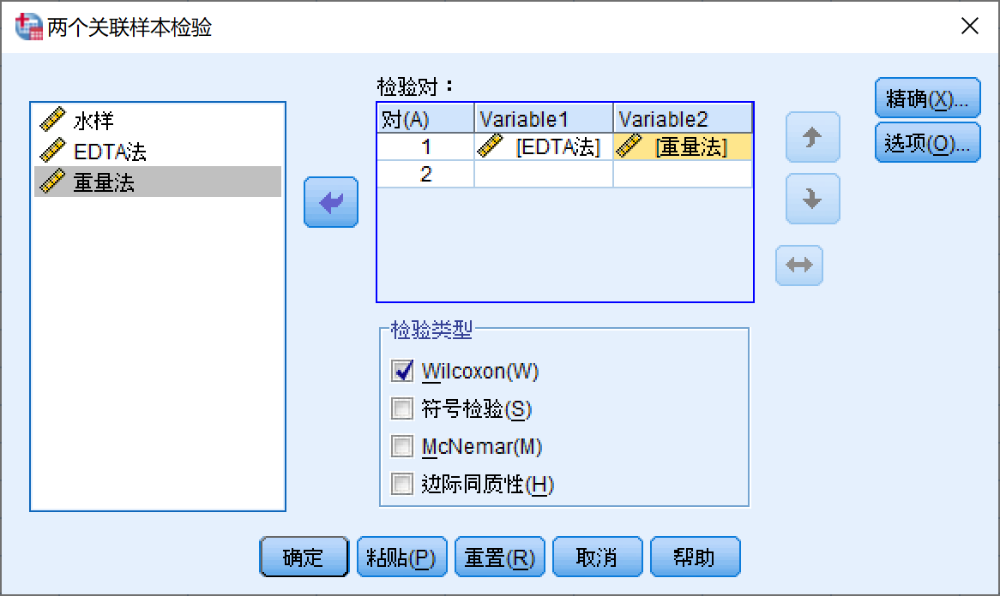 两个关联样本检验
水样
EDTA法
重量法
检验对：
对(A) Variable1 Variable2
1 [EDTA法] [重量法]
2
精确(X)...
选项(O)...
检验类型
Wilcoxon(W)
符号检验(S)
McNemar(M)
边际同质性(H)
确定 粘贴(P) 重置(R) 取消 帮助